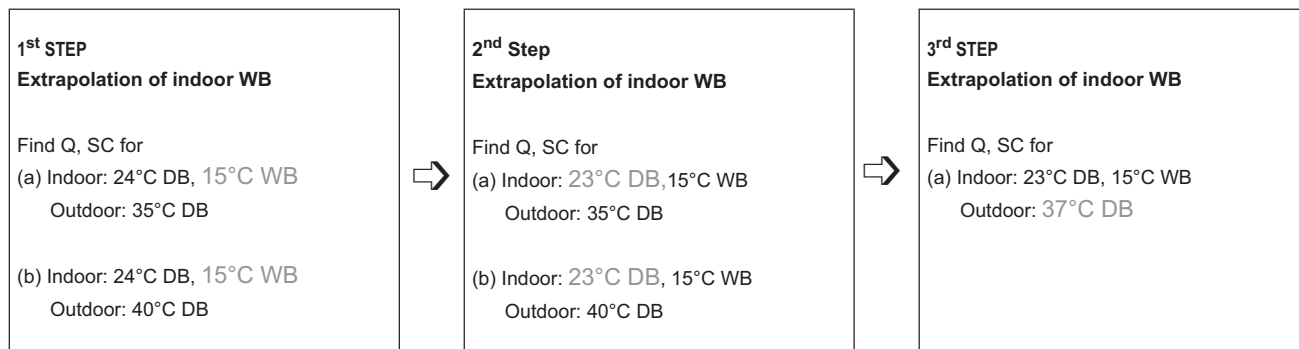 1st STEP
Extrapolation of indoor WB
Find Q, SC for
(a) Indoor: 24°C DB, 15°C WB
Outdoor: 35°C DB
(b) Indoor: 24°C DB, 15°C WB
Outdoor: 40°C DB
2nd Step
Extrapolation of indoor WB
Find Q, SC for
(a) Indoor: 23°C DB,15°C WB
Outdoor: 35°C DB
(b) Indoor: 23°C DB, 15°C WB
Outdoor: 40°C DB
3rd STEP
Extrapolation of indoor WB
Find Q, SC for
(a) Indoor: 23°C DB, 15°C WB
Outdoor: 37°C DB